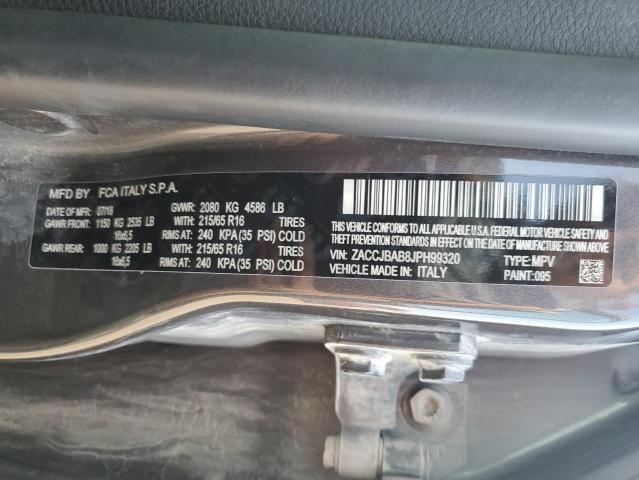 MFD BY FCA ITALY S.P.A.
DATE OF MFR: 07/18 GVWR: 2080 KG 4586 LB
GAWR FRONT: 1150 KG 2535 LB WITH: 215/65 R16 TIRES
16x6,5 RIMS AT: 240 KPA (35 PSI) COLD
GAWR REAR: 1000 KG 2205 LB WITH: 215/65 R16 TIRES
16x6,5 RIMS AT: 240 KPA (35 PSI) COLD
THIS VEHICLE CONFORMS TO ALL APPLICABLE U.S.A. FEDERAL MOTOR VEHICLE
SAFETY, BUMPER, AND THEFT PREVENTION STANDARDS
IN EFFECT ON THE DATE OF MANUFACTURE SHOWN ABOVE.
VIN: ZACCJBAB8JPH99320 TYPE: MPV
VEHICLE MADE IN: ITALY PAINT: 095